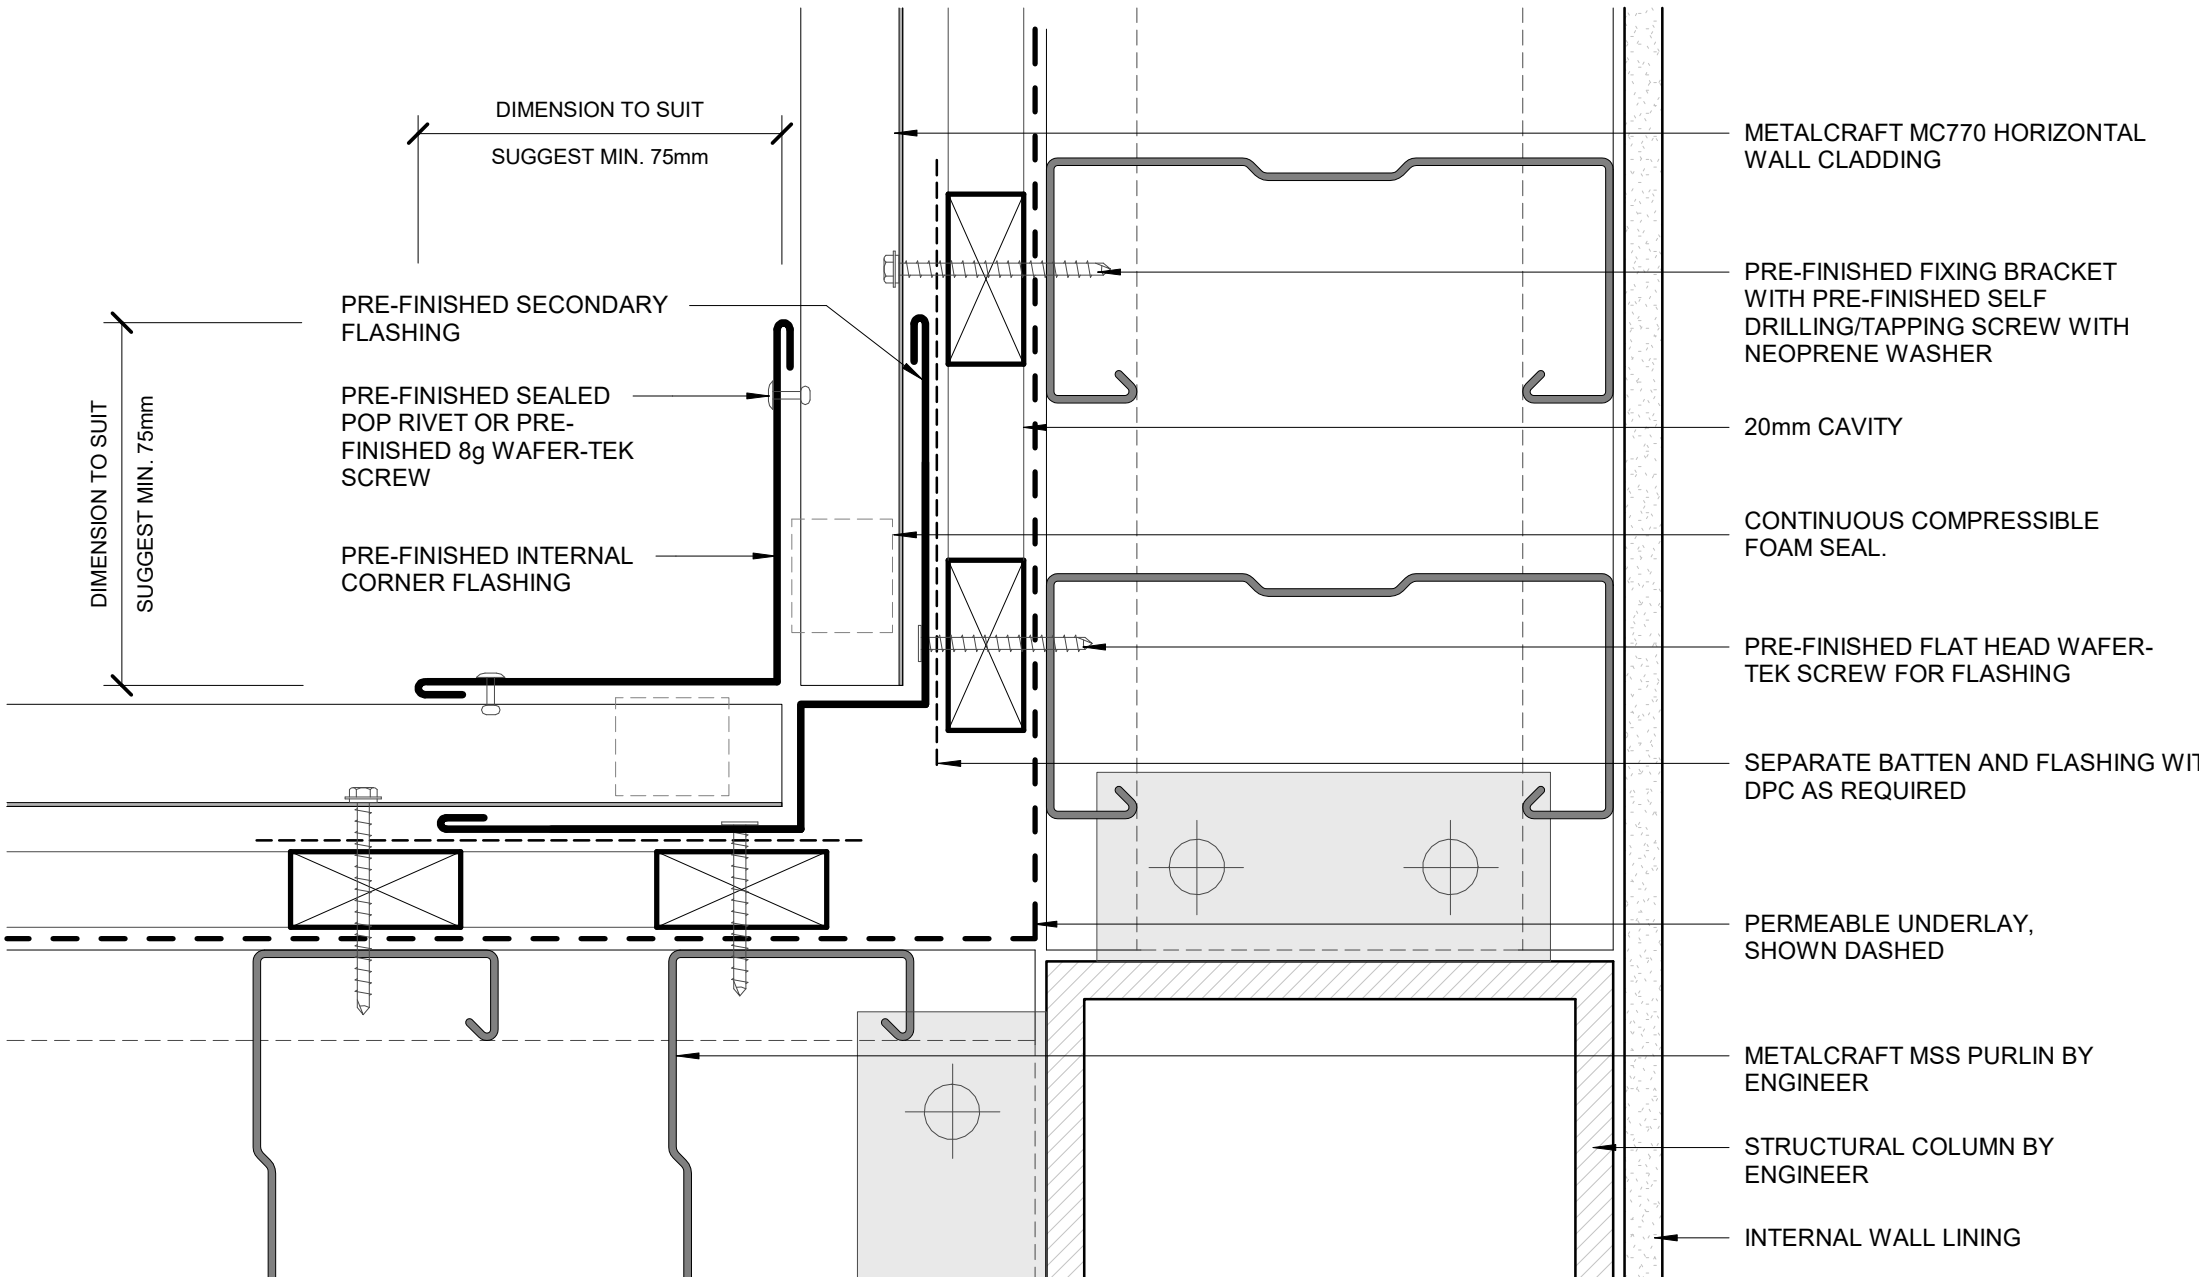 DIMENSION TO SUIT
SUGGEST MIN. 75mm
DIMENSION TO SUIT
SUGGEST MIN. 75mm
PRE-FINISHED SECONDARY
FLASHING
PRE-FINISHED SEALED
POP RIVET OR PRE-
FINISHED 8g WAFER-TEK
SCREW
PRE-FINISHED INTERNAL
CORNER FLASHING
METALCRAFT MC770 HORIZONTAL
WALL CLADDING
PRE-FINISHED FIXING BRACKET
WITH PRE-FINISHED SELF
DRILLING/TAPPING SCREW WITH
NEOPRENE WASHER
20mm CAVITY
CONTINUOUS COMPRESSIBLE
FOAM SEAL.
PRE-FINISHED FLAT HEAD WAFER-
TEK SCREW FOR FLASHING
SEPARATE BATTEN AND FLASHING WIT
DPC AS REQUIRED
PERMEABLE UNDERLAY,
SHOWN DASHED
METALCRAFT MSS PURLIN BY
ENGINEER
STRUCTURAL COLUMN BY
ENGINEER
INTERNAL WALL LINING